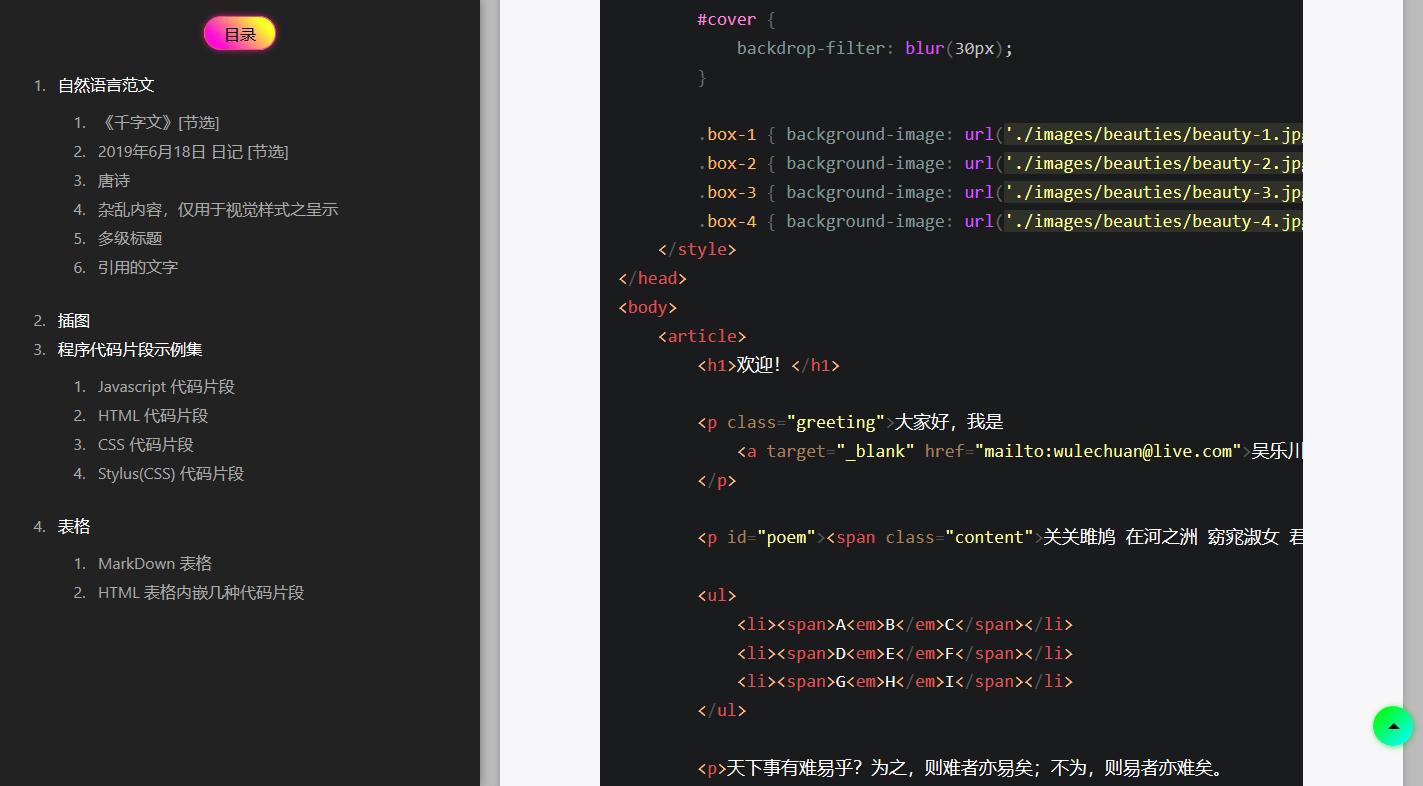 目录
1. 自然语言范文
1. 《千字文》[节选]
2. 2019年6月18日 日记 [节选]
3. 唐诗
4. 杂乱内容，仅用于视觉样式之呈示
5. 多级标题
6. 引用的文字
2. 插图
3. 程序代码片段示例集
1. Javascript 代码片段
2. HTML 代码片段
3. CSS 代码片段
4. Stylus(CSS) 代码片段
4. 表格
1. MarkDown 表格
2. HTML 表格内嵌几种代码片段
#cover {
backdrop-filter: blur(30px);
}
.box-1 { background-image: url('./images/beauties/beauty-1.jp
.box-2 { background-image: url('./images/beauties/beauty-2.jp
.box-3 { background-image: url('./images/beauties/beauty-3.jp
.box-4 { background-image: url('./images/beauties/beauty-4.jp
</style>
</head>
<body>
<article>
<h1>欢迎！</h1>
<p class="greeting">大家好，我是
<a target="_blank" href="mailto:wulechuan@live.com">吴乐川
</p>
<p id="poem"><span class="content">关关雎鸠 在河之洲 窈窕淑女 君
<ul>
<li><span>A<em>B</em>C</span></li>
<li><span>D<em>E</em>F</span></li>
<li><span>G<em>H</em>I</span></li>
</ul>
<p>天下事有难易乎？为之，则难者亦易矣；不为，则易者亦难矣。